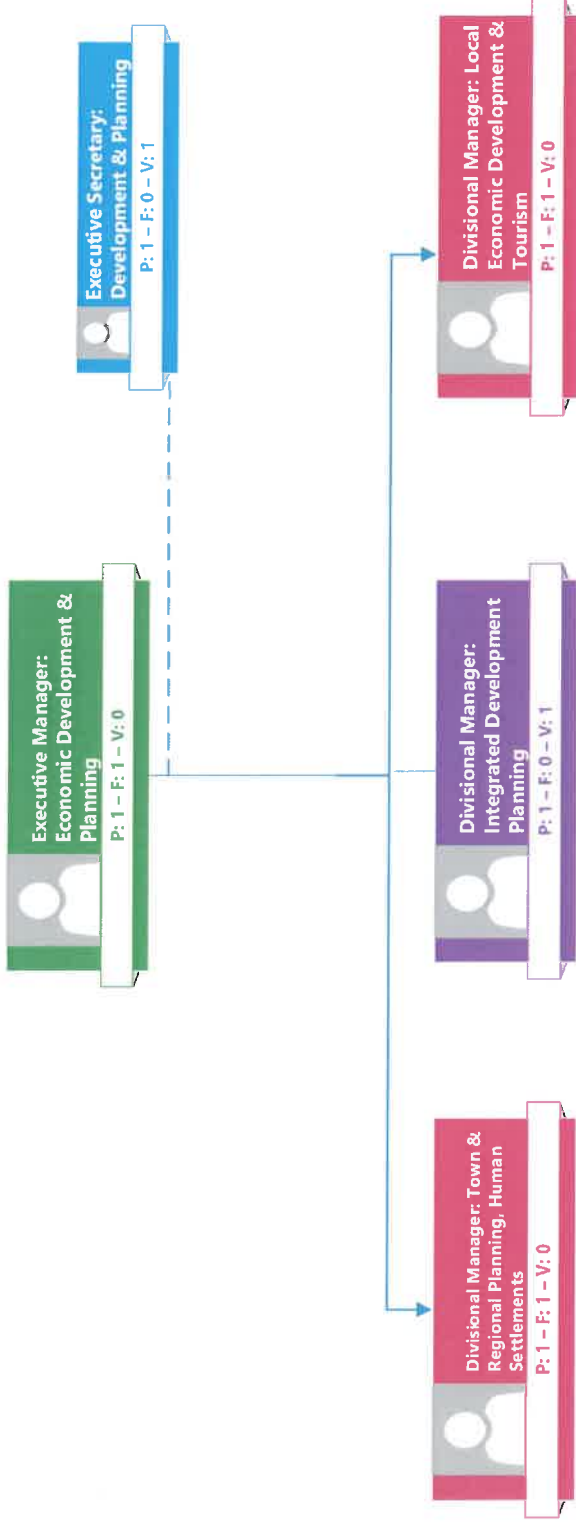 Executive Manager:
Economic Development &
Planning
P: 1 – F: 1 – V: 0
Executive Secretary:
Development & Planning
P: 1 – F: 0 – V: 1
Divisional Manager: Town &
Regional Planning, Human
Settlements
P: 1 – F: 1 – V: 0
Divisional Manager:
Integrated Development
Planning
P: 1 – F: 0 – V: 1
Divisional Manager: Local
Economic Development &
Tourism
P: 1 – F: 1 – V: 0